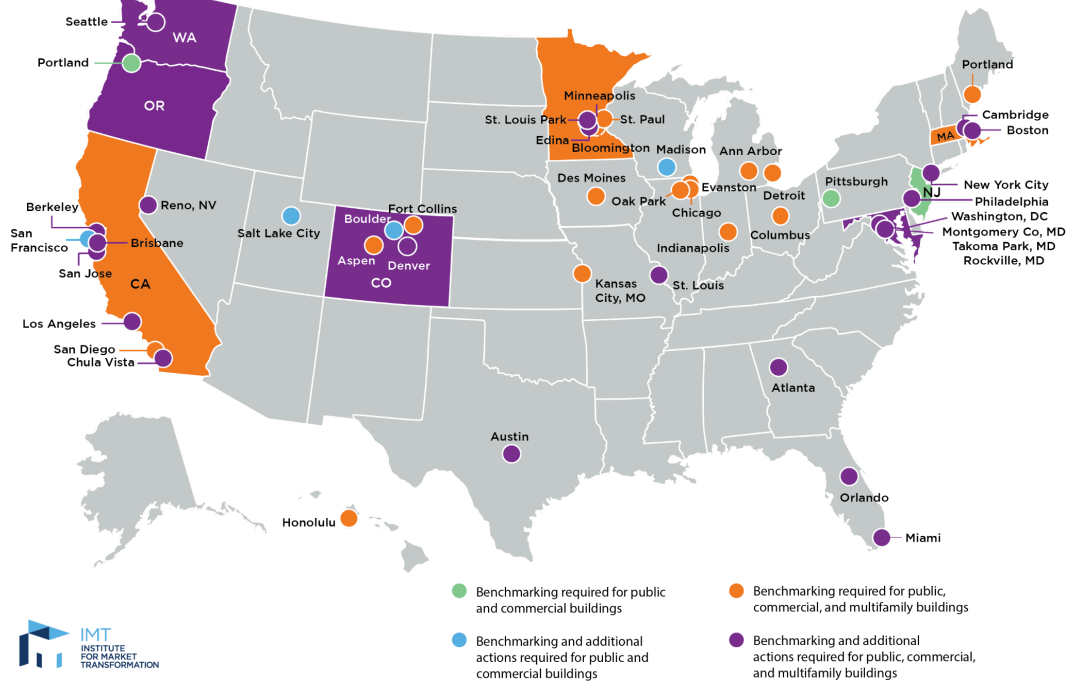 Seattle
WA
Portland
OR
Minneapolis
St. Louis Park
St. Paul
Edina
Bloomington
Madison
Ann Arbor
Portland
Cambridge
MA
Boston
Des Moines
Oak Park
Evanston
Chicago
Detroit
Pittsburgh
NJ
New York City
Philadelphia
Washington, DC
Montgomery Co, MD
Takoma Park, MD
Rockville, MD
Columbus
Indianapolis
Berkeley
Reno, NV
San
Francisco
Brisbane
San Jose
CA
Salt Lake City
Boulder
Fort Collins
Aspen
Denver
CO
Kansas
City, MO
St. Louis
Los Angeles
San Diego
Chula Vista
Atlanta
Austin
Orlando
Honolulu
Miami
Benchmarking required for public
and commercial buildings
Benchmarking required for public,
commercial, and multifamily buildings
Benchmarking and additional
actions required for public and
commercial buildings
Benchmarking and additional
actions required for public, commercial,
and multifamily buildings
IMT
INSTITUTE
FOR MARKET
TRANSFORMATION